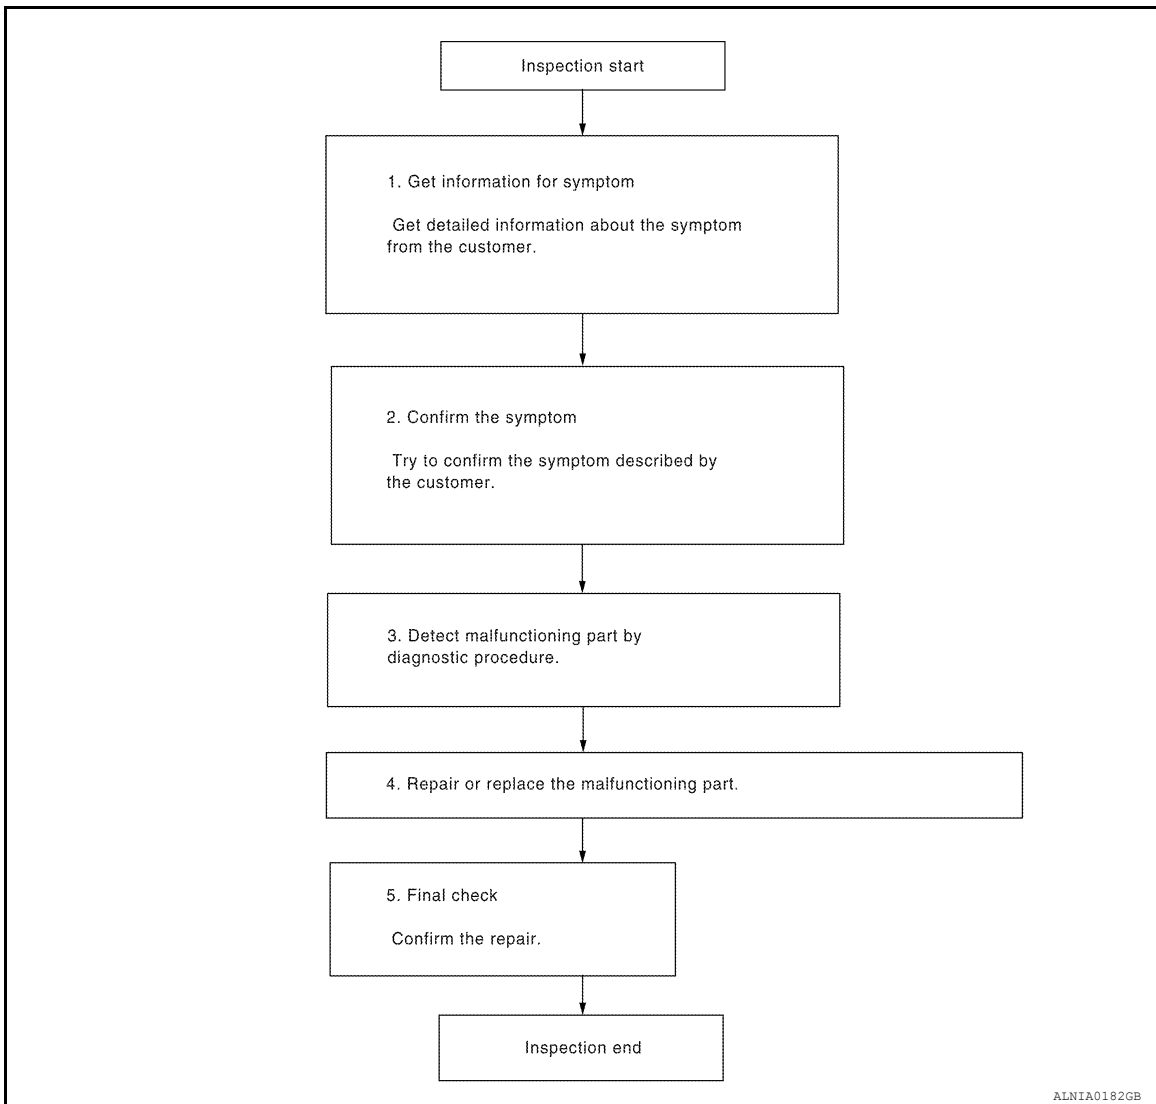 Inspection start
1. Get information for symptom
Get detailed information about the symptom
from the customer.
2. Confirm the symptom
Try to confirm the symptom described by
the customer.
3. Detect malfunctioning part by
diagnostic procedure.
4. Repair or replace the malfunctioning part.
5. Final check
Confirm the repair.
Inspection end
ALNIA0182GB